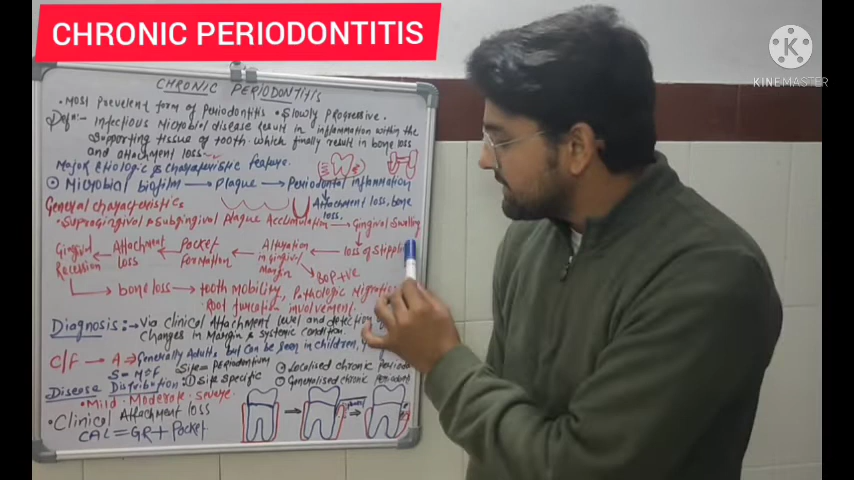 CHRONIC PERIODONTITIS
K
KINEMASTER
CHRONIC PERIODONTITIS
• Most prevelent form of Periodontitis • Slowly Progressive.
Defn:- Infectious Microbial disease result in inflammation within the
supporting tissue of tooth which finally result in bone loss
and attachment loss
Major Etiologic & characteristic feature.
Microbial biofilm → Plaque → Periodontal inflammation
Attachment loss, bone
loss.
General characteristics
• Supragingival & Subgingival Plaque Accumulation → Gingival Swelling
Gingival Recession ← Attachment loss ← Pocket formation ← Alteration in gingival margin ← loss of Stippling
BOP +ve
bone loss → tooth mobility, Pathologic Migration
Root furcation involvement.
Diagnosis:→ Via Clinical Attachment level and detection
Changes in Margin & systemic condition.
C/F → A ⇒ Generally Adults but can be seen in children,
S = M=F Site = Periodontium
Disease Distribution: Site Specific
Localised chronic Periodo
Generalised chronic Periodont
• Mild • Moderate • severe
• Clinical Attachment loss
CAL = GR + Pocket